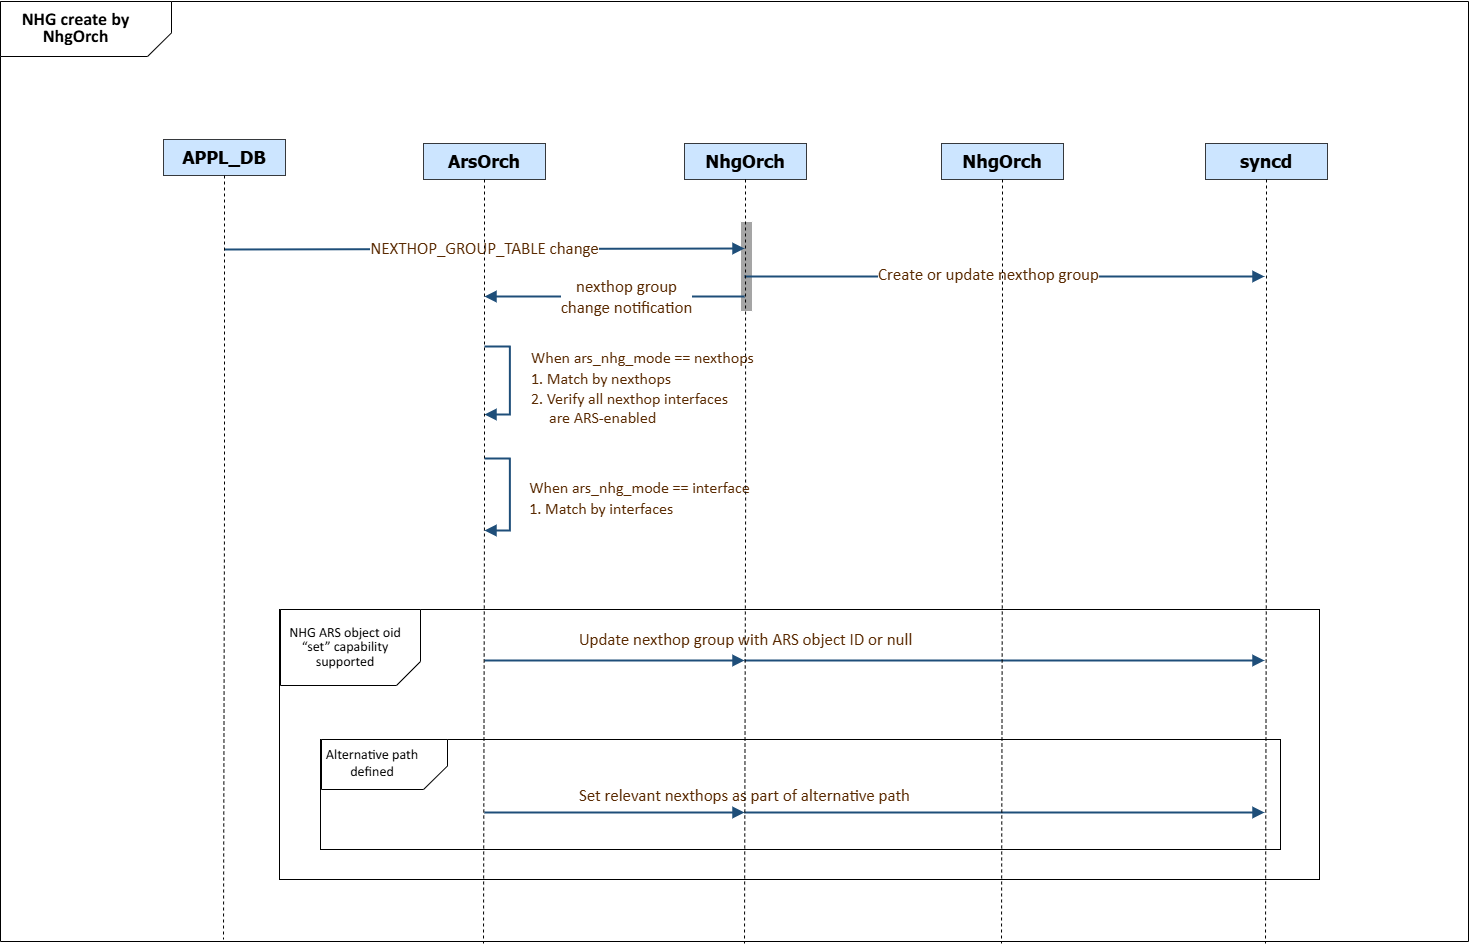 NHG create by
NhgOrch
APPL_DB
ArsOrch
NhgOrch
NhgOrch
syncd
NEXTHOP_GROUP_TABLE change
Create or update nexthop group
nexthop group
change notification
When ars_nhg_mode == nexthops
1. Match by nexthops
2. Verify all nexthop interfaces
are ARS-enabled
When ars_nhg_mode == interface
1. Match by interfaces
NHG ARS object oid
“set” capability
supported
Update nexthop group with ARS object ID or null
Alternative path
defined
Set relevant nexthops as part of alternative path